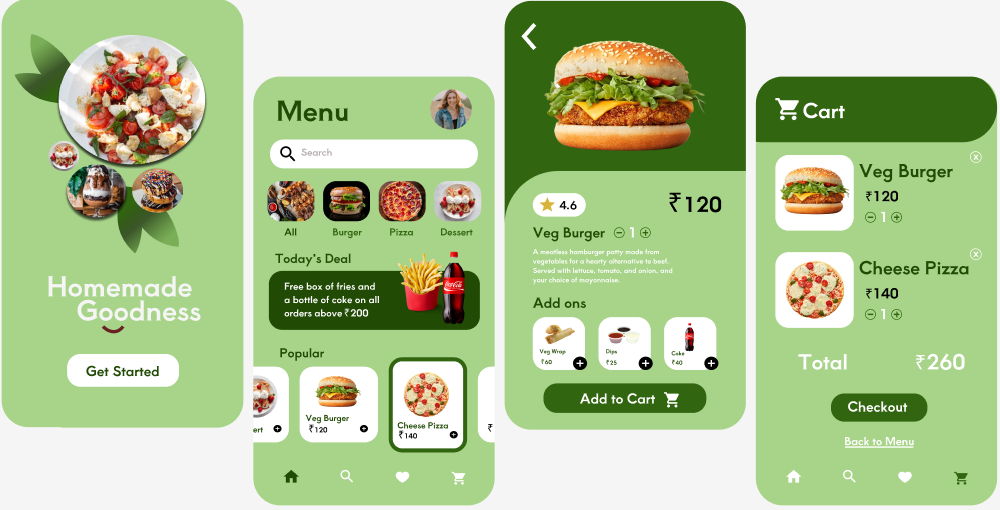 Homemade
Goodness
Get Started
Menu
Search
All
Burger
Pizza
Dessert
Today's Deal
Free box of fries and
a bottle of coke on all
orders above ₹200
Coca-Cola
Popular
ert
Veg Burger
₹120
Cheese Pizza
₹140
₹
4.6
₹120
Veg Burger
1
A meatless hamburger patty made from
vegetables for a hearty alternative to beef.
Served with lettuce, tomato, and anion, and
your choice of mayonnaise.
Add ons
Veg Wrap
₹60
Dips
₹25
Coke
₹40
Add to Cart
Cart
Veg Burger
₹120
1
Cheese Pizza
₹140
1
Total
₹260
Checkout
Back to Menu